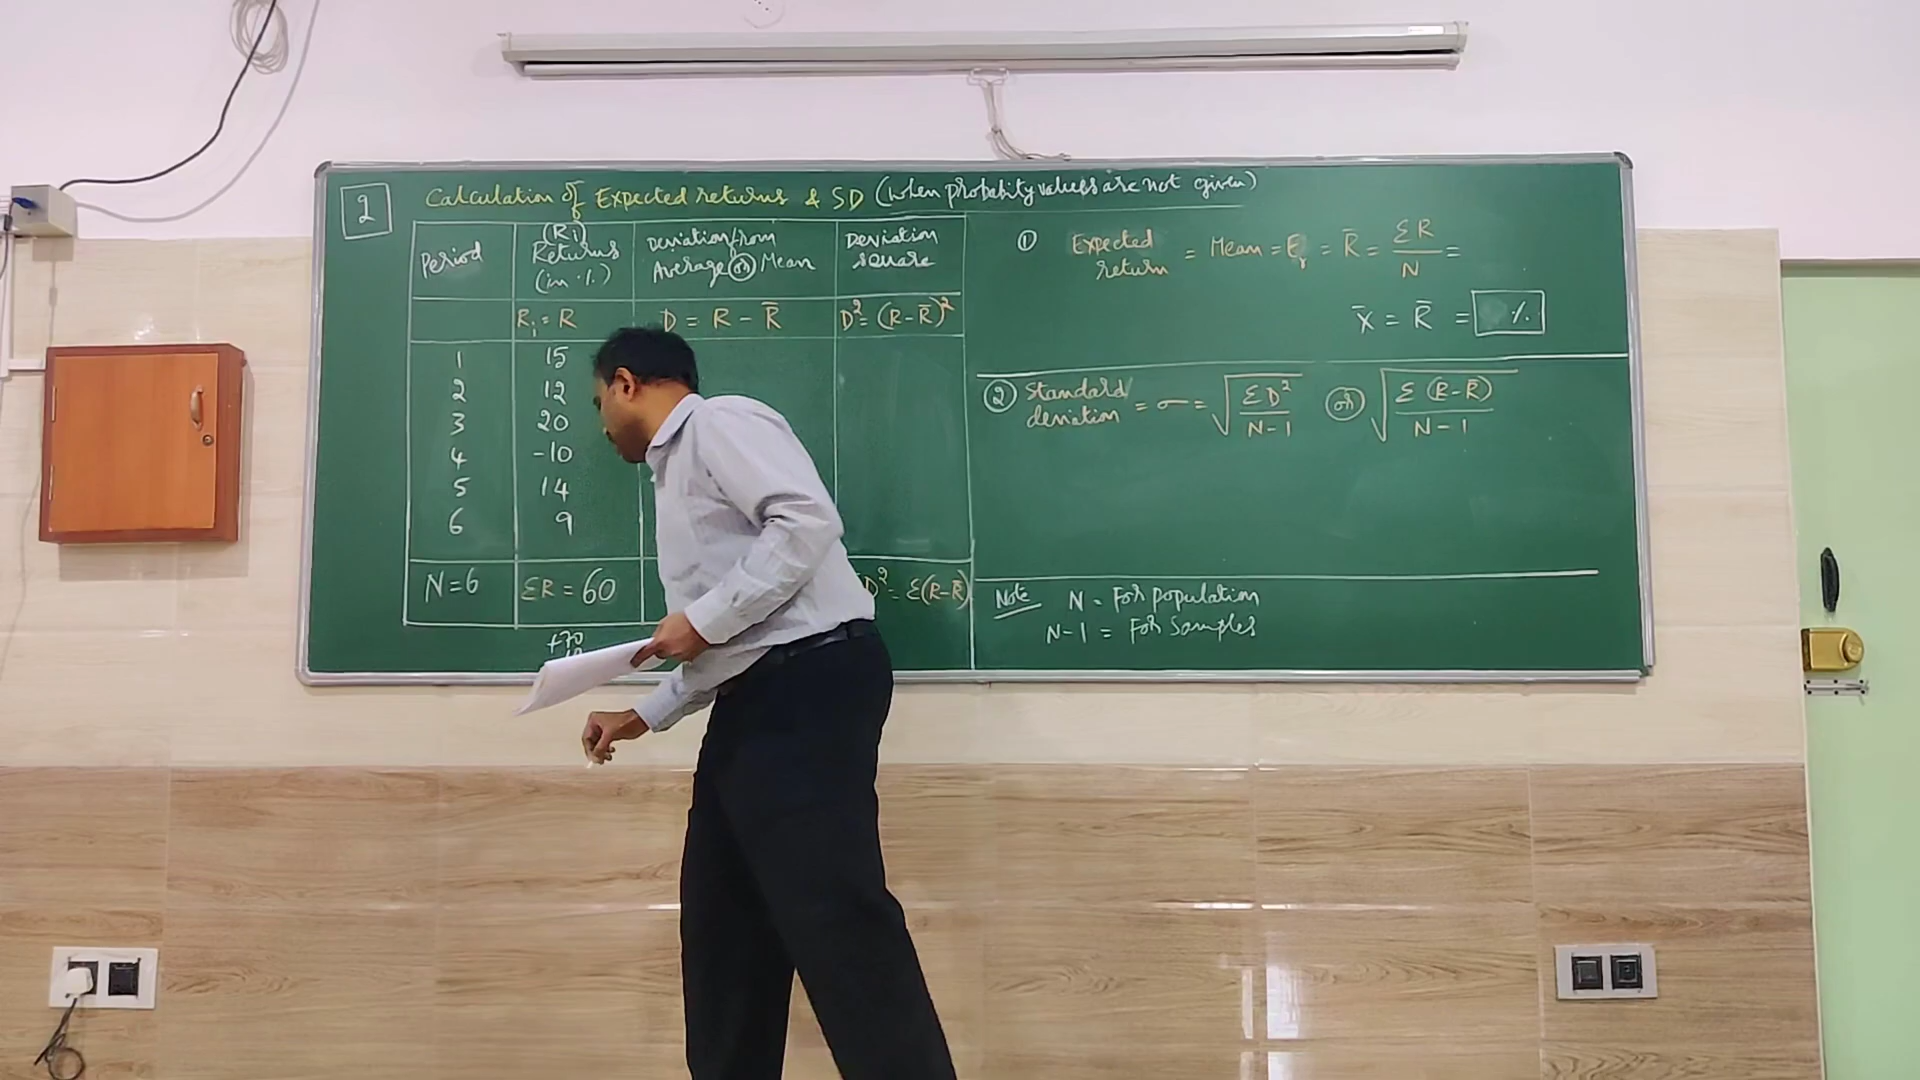 2
Calculation of Expected returns & SD (when probability values are not given)
Period
(Ri)
Returns
(in %)
Deviation from
Average (or) Mean
Deviation
square
Ri = R
D = R - R̄
D² = (R-R̄)²
1 15
2 12
3 20
4 -10
5 14
6 9
N=6
ΣR = 60
D² = Σ(R-R̄)
+70
① Expected return = Mean = Er = R̄ = ΣR/N =
x̄ = R̄ = %
② Standard deviation = σ = √(ΣD²/N-1) (or) √(Σ(R-R̄)/N-1)
Note N = For population
N-1 = For Samples